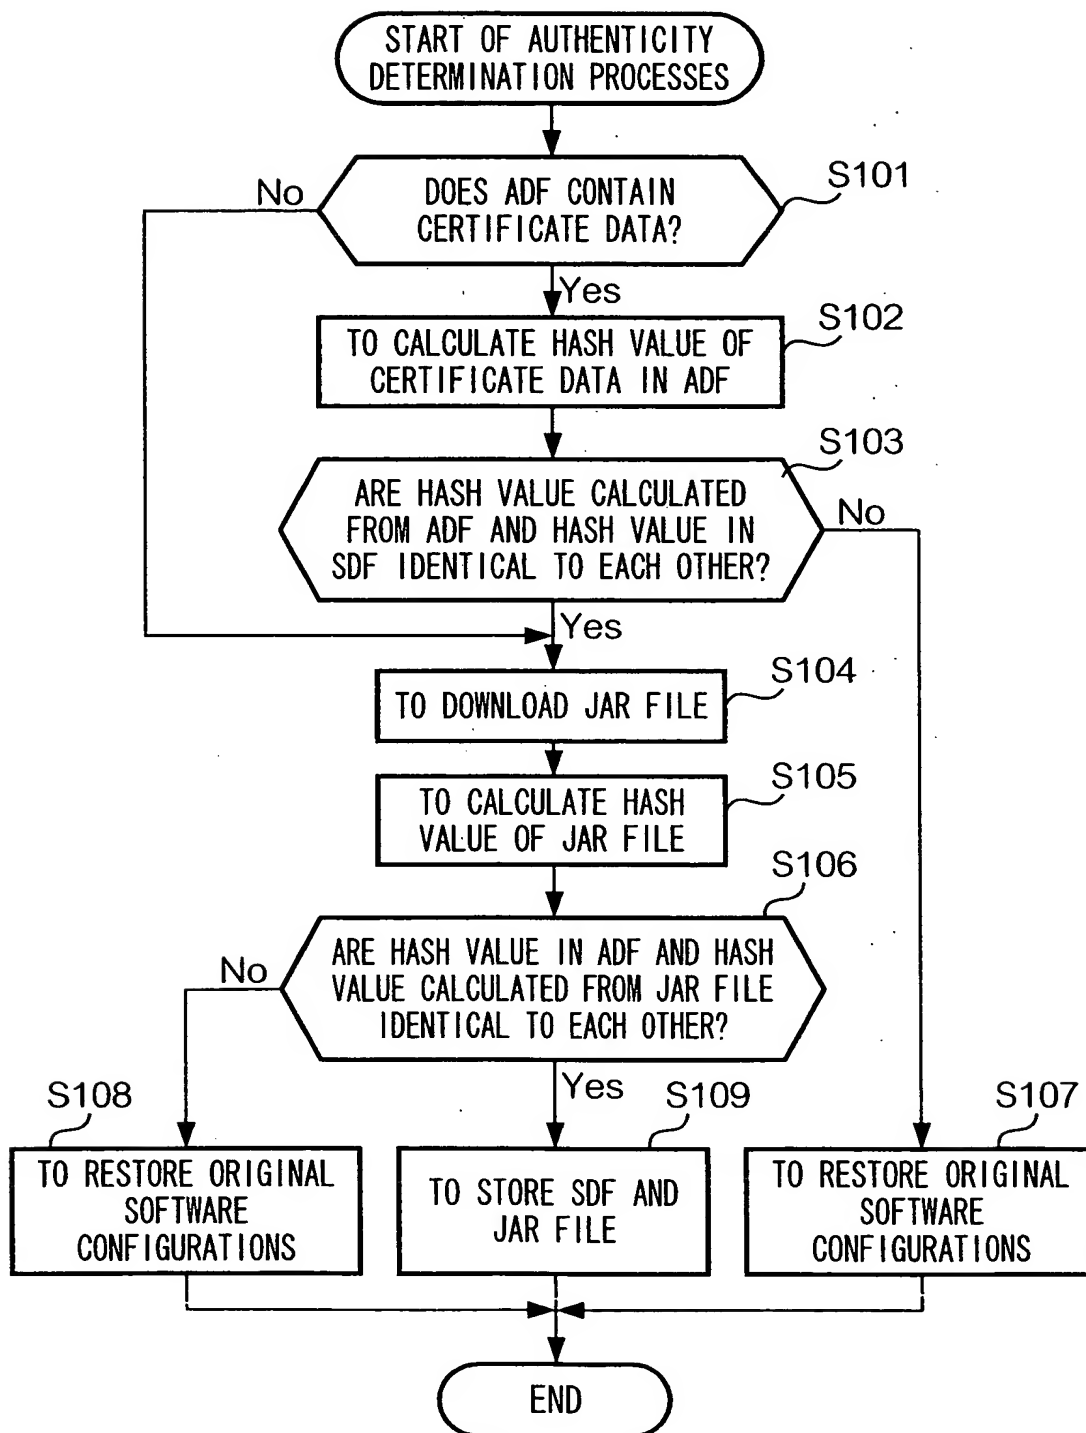 START OF AUTHENTICITY
DETERMINATION PROCESSES
No
DOES ADF CONTAIN
CERTIFICATE DATA?
S101
Yes
TO CALCULATE HASH VALUE OF
CERTIFICATE DATA IN ADF
S102
S103
ARE HASH VALUE CALCULATED
FROM ADF AND HASH VALUE IN
SDF IDENTICAL TO EACH OTHER?
No
Yes
S104
TO DOWNLOAD JAR FILE
S105
TO CALCULATE HASH
VALUE OF JAR FILE
S106
ARE HASH VALUE IN ADF AND HASH
VALUE CALCULATED FROM JAR FILE
IDENTICAL TO EACH OTHER?
No
Yes
S108
TO RESTORE ORIGINAL
SOFTWARE
CONFIGURATIONS
S109
TO STORE SDF AND
JAR FILE
S107
TO RESTORE ORIGINAL
SOFTWARE
CONFIGURATIONS
END